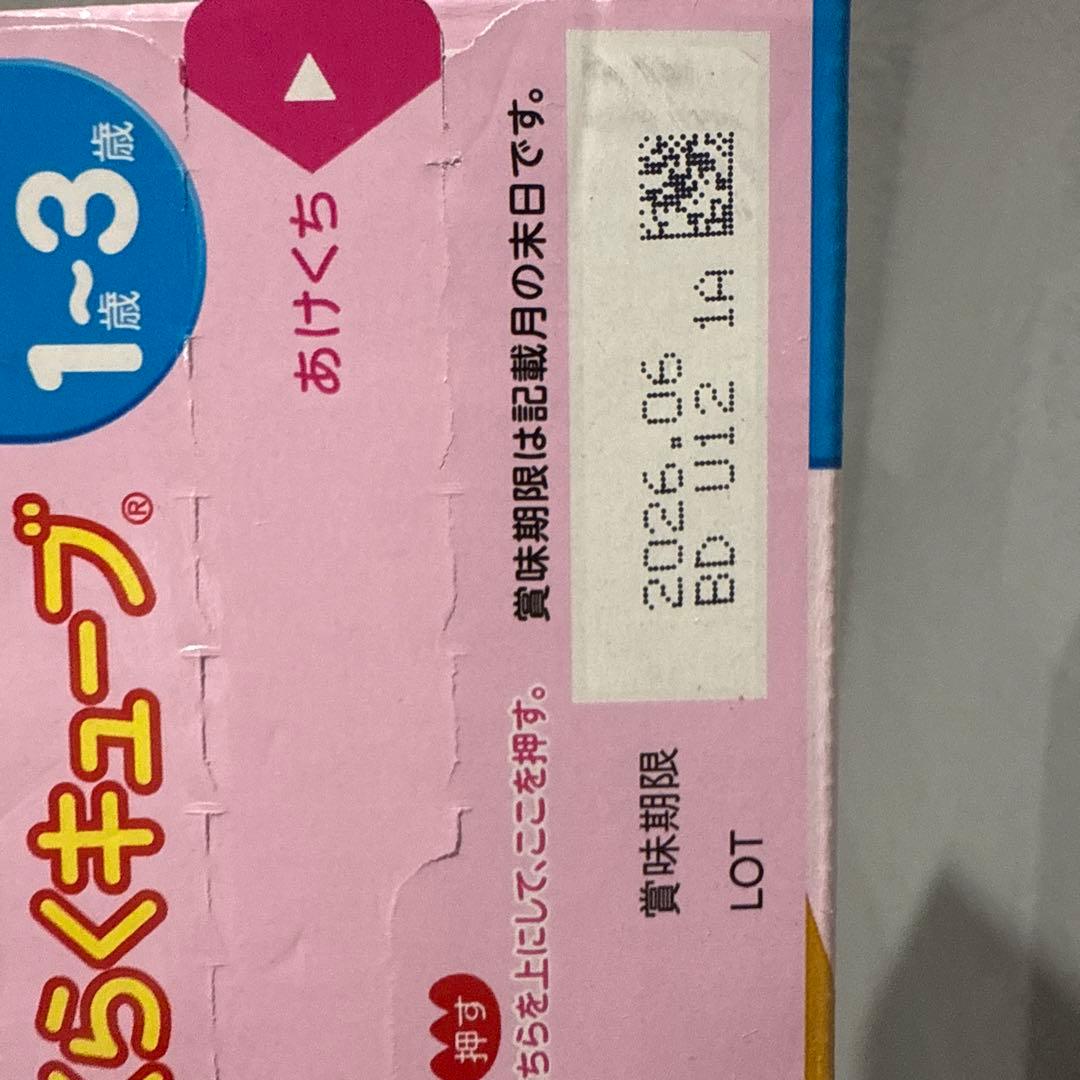 1歳~3歳
らくキューブ®
あけくち
押す
ちらを上にして、ここを押す。
賞味期限は記載月の末日です。
賞味期限 2026.06
LOT BD U12 1A